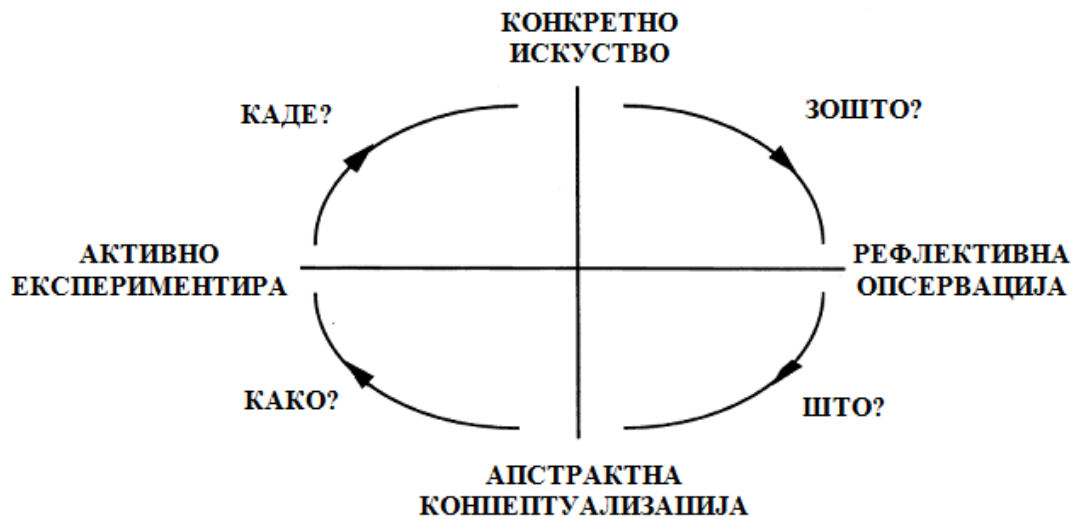 КОНКРЕТНО
ИСКУСТВО
КАДЕ?
ЗОШТО?
АКТИВНО
ЕКСПЕРИМЕНТИРА
РЕФЛЕКТИВНА
ОПСЕРВАЦИЈА
КАКО?
ШТО?
АПСТРАКТНА
КОНЦЕПТУАЛИЗАЦИЈА